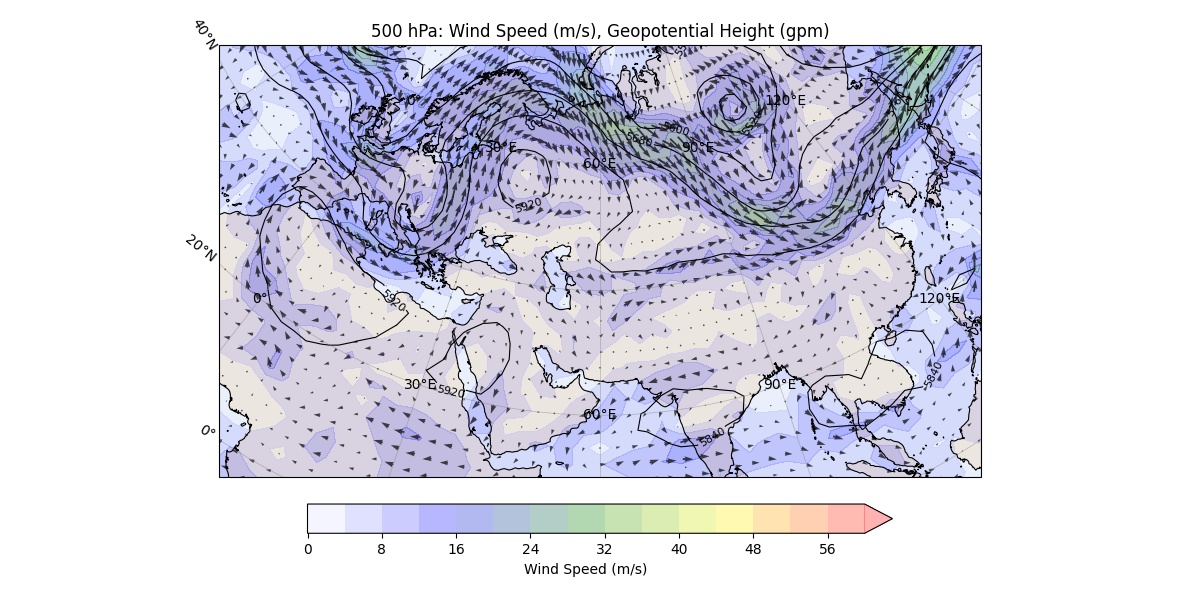 500 hPa: Wind Speed (m/s), Geopotential Height (gpm)
40°N
120°E
0°
30°E
90°E
60°E
5600
5920
20°N
0°
5920
120°E
30°E
5920
60°E
90°E
5840
5840
0°
0 8 16 24 32 40 48 56
Wind Speed (m/s)